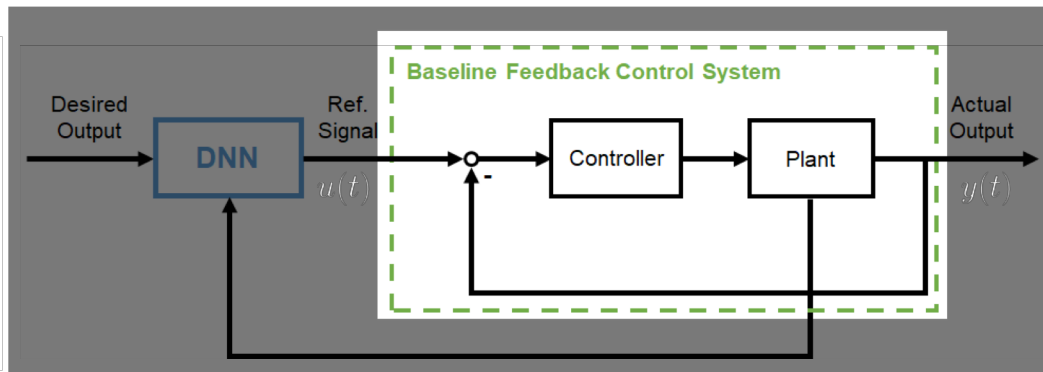 Baseline Feedback Control System
Desired
Output
Ref.
Signal
Actual
Output
DNN
Controller
Plant
-
u(t)
y(t)